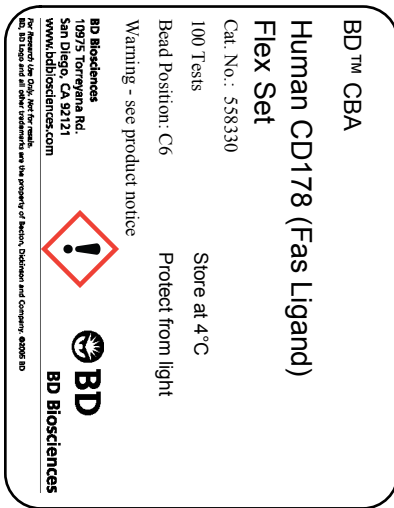 BD™ CBA
Human CD178 (Fas Ligand)
Flex Set
Cat. No.: 558330
100 Tests
Store at 4°C
Bead Position: C6
Protect from light
Warning - see product notice
BD Biosciences
10975 Torreyana Rd.
San Diego, CA 92121
www.bdbiosciences.com
BD
BD Biosciences
For Research Use Only. Not for resale.
BD, BD Logo and all other trademarks are the property of Becton, Dickinson and Company. ©2005 BD